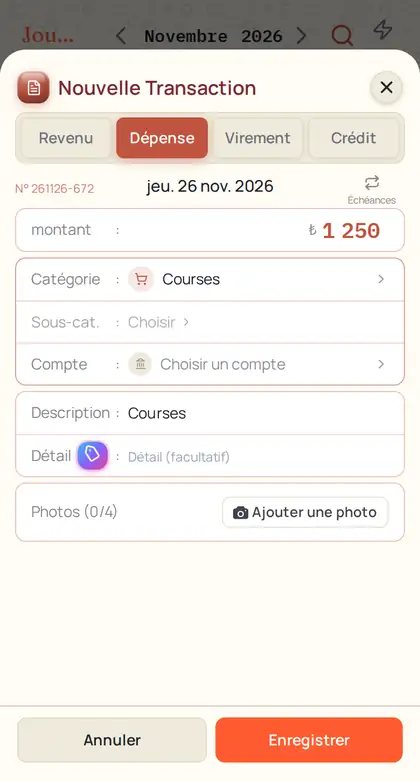 Jou... Novembre 2026
Nouvelle Transaction
Revenu Dépense Virement Crédit
N° 261126-672 jeu. 26 nov. 2026 Échéances
montant : ₺ 1 250
Catégorie : Courses
Sous-cat. : Choisir
Compte : Choisir un compte
Description : Courses
Détail : Détail (facultatif)
Photos (0/4) Ajouter une photo
Annuler Enregistrer